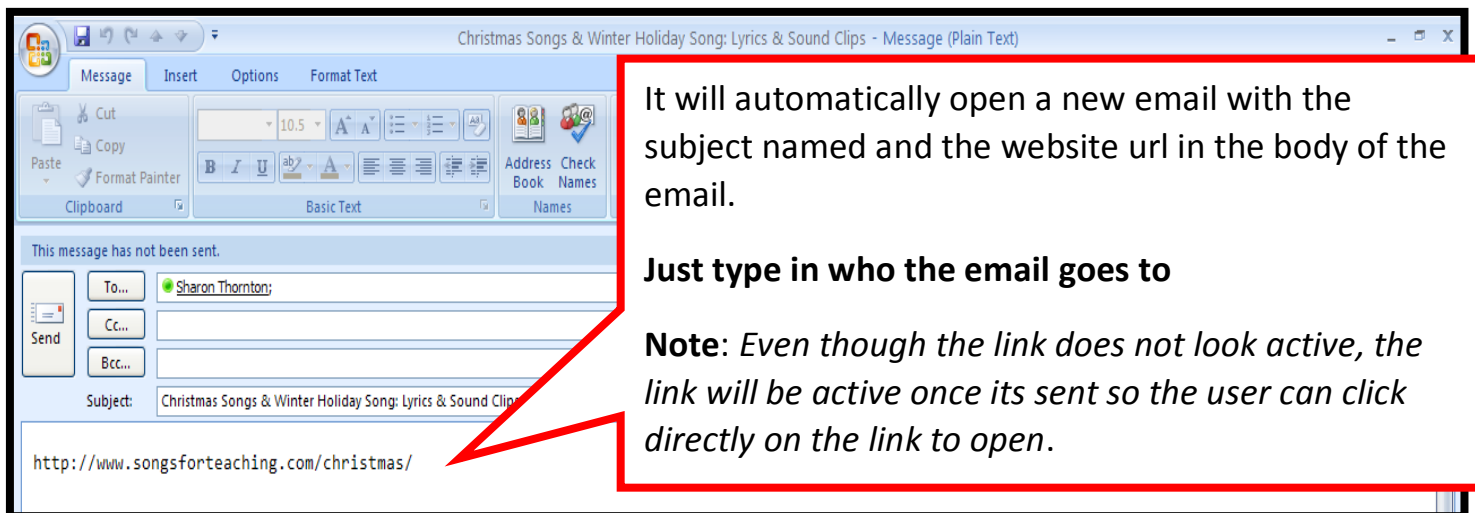 Christmas Songs & Winter Holiday Song: Lyrics & Sound Clips - Message (Plain Text)
Message Insert Options Format Text
Cut
Copy
Paste
Format Painter
Clipboard
10.5
B I U
Basic Text
Address Book
Check Names
Names
It will automatically open a new email with the
subject named and the website url in the body of the
email.
Just type in who the email goes to
Note: Even though the link does not look active, the
link will be active once its sent so the user can click
directly on the link to open.
This message has not been sent.
Send
To... Sharon Thornton;
Cc...
Bcc...
Subject: Christmas Songs & Winter Holiday Song: Lyrics & Sound Clips
http://www.songsforteaching.com/christmas/